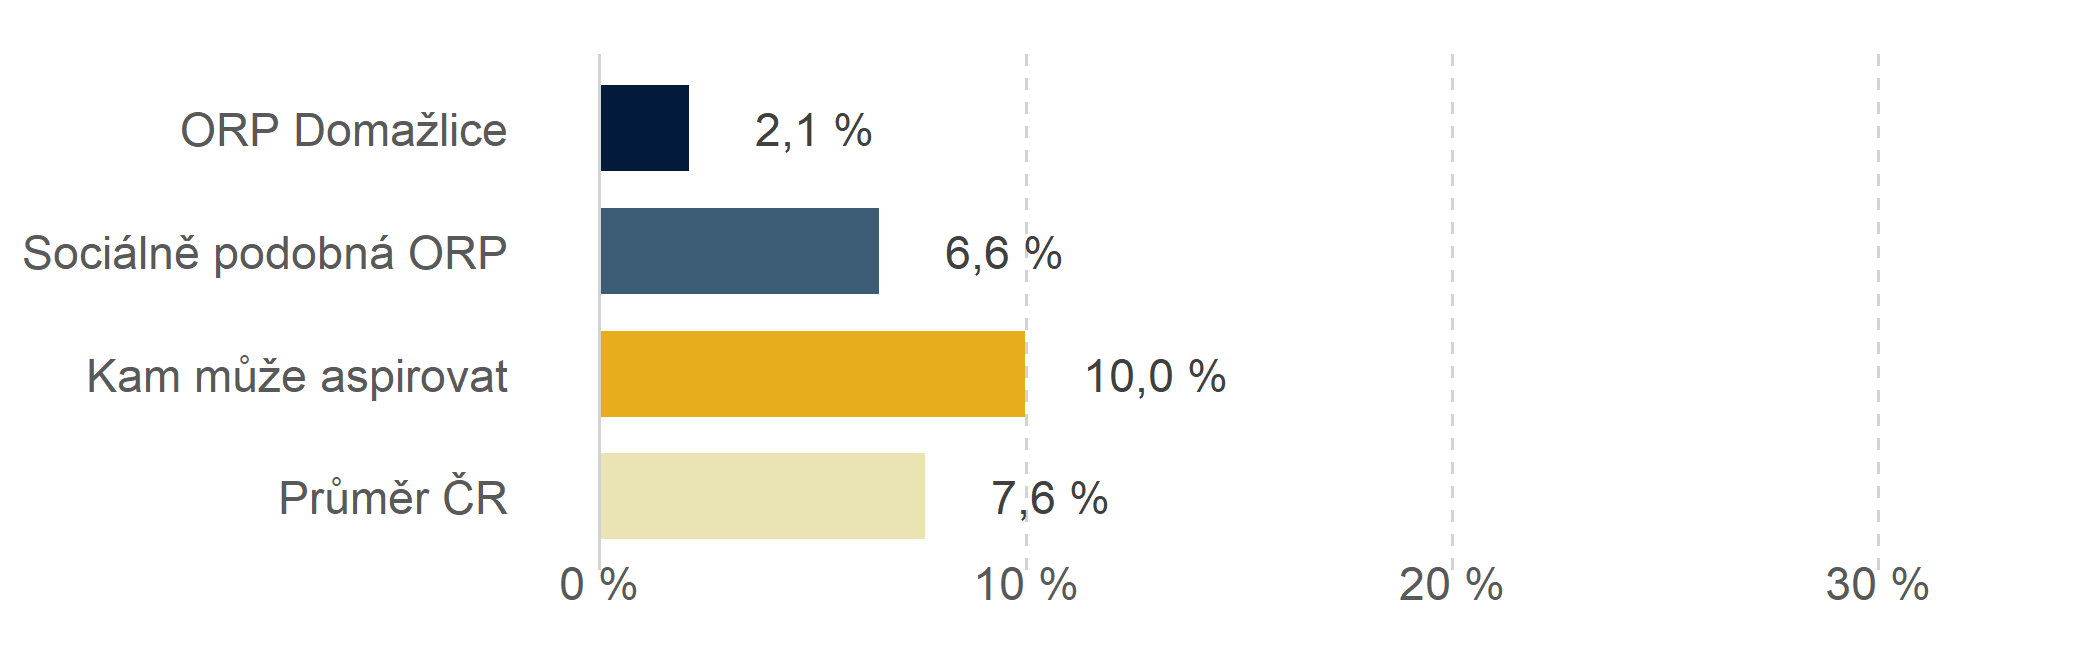 ORP Domažlice 2,1 %
Sociálně podobná ORP 6,6 %
Kam může aspirovat 10,0 %
Průměr ČR 7,6 %
0 % 10 % 20 % 30 %